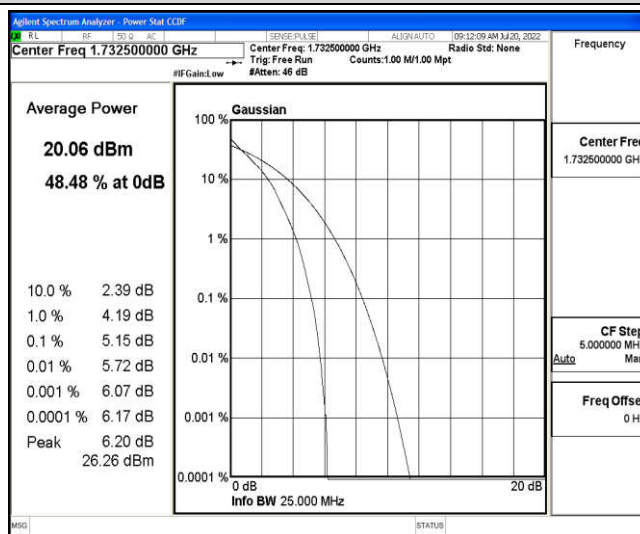 Agilent Spectrum Analyzer - Power Stat CCDF
RL RF 50 Ω AC SENSE:PULSE ALIGN AUTO 09:12:09 AM Jul 20, 2022
Center Freq 1.732500000 GHz
Center Freq: 1.732500000 GHz Radio Std: None
Trig: Free Run Counts:1.00 M/1.00 Mpt
#IFGain:Low #Atten: 46 dB
Frequency
Average Power
20.06 dBm
48.48 % at 0dB
10.0 % 2.39 dB
1.0 % 4.19 dB
0.1 % 5.15 dB
0.01 % 5.72 dB
0.001 % 6.07 dB
0.0001 % 6.17 dB
Peak 6.20 dB
26.26 dBm
Gaussian
100 %
10 %
1 %
0.1 %
0.01 %
0.001 %
0.0001 %
0 dB 20 dB
Info BW 25.000 MHz
Center Fre
1.732500000 GH
CF Step
5.000000 MH
Auto Ma
Freq Offse
0 H
MSG STATUS